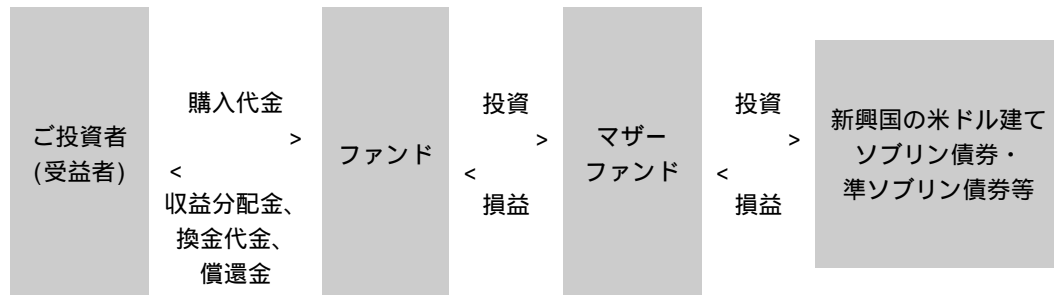 ご投資者
(受益者)
購入代金
>
<
収益分配金、
換金代金、
償還金
ファンド
投資
>
<
損益
マザー
ファンド
投資
>
<
損益
新興国の米ドル建て
ソブリン債券・
準ソブリン債券等